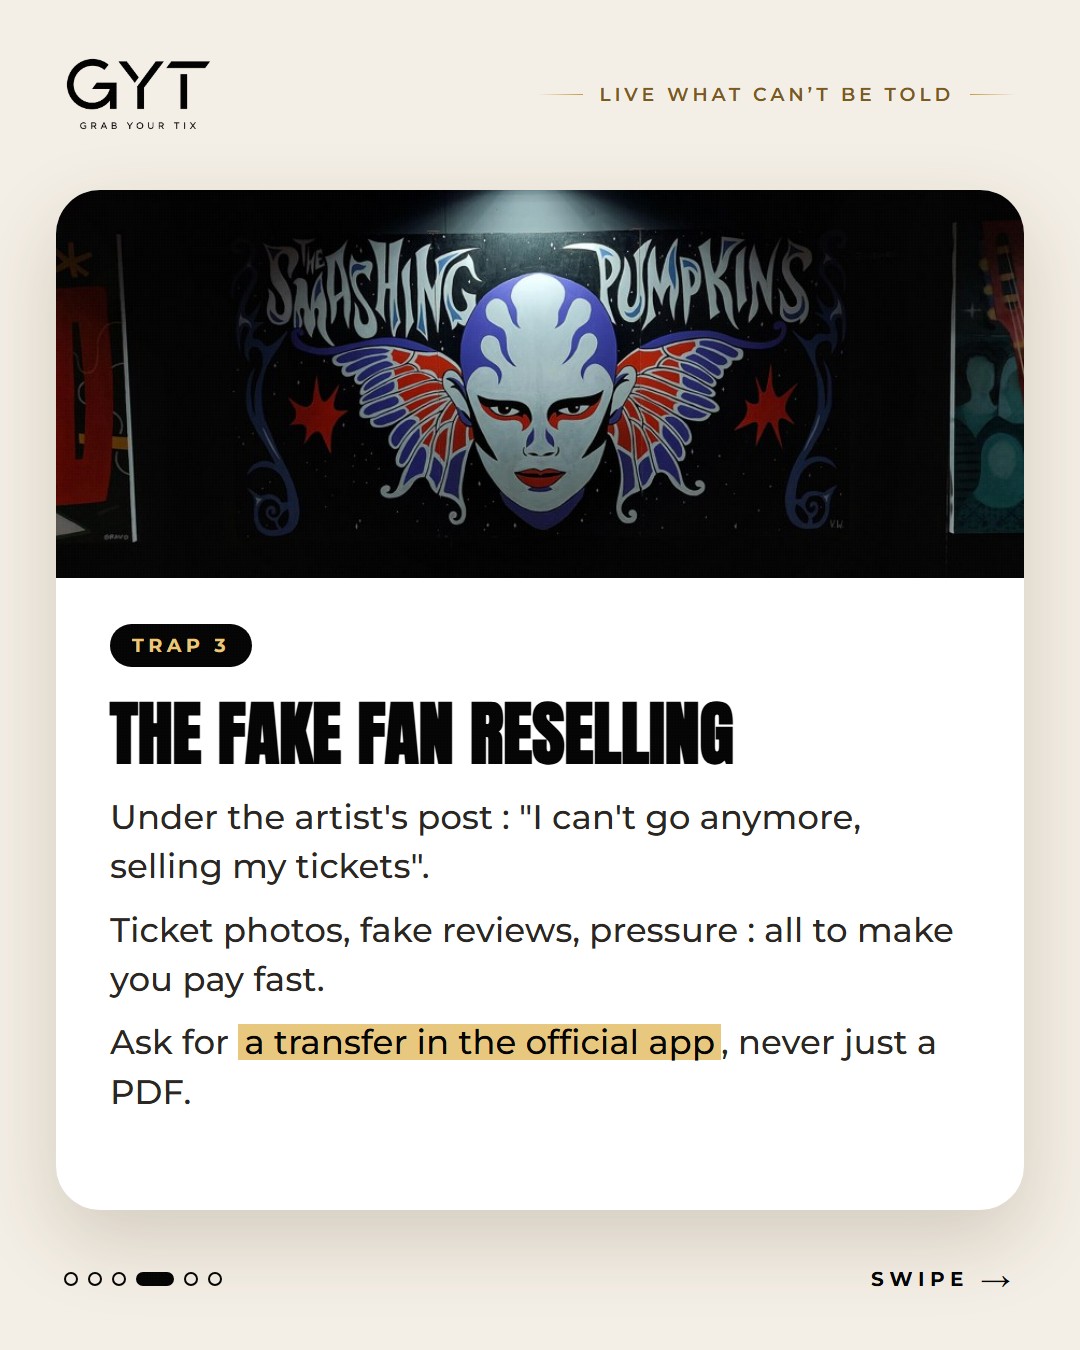 GYT
GRAB YOUR TIX
LIVE WHAT CAN’T BE TOLD
THE SMASHING PUMPKINS
BRAVO
V.W.
TRAP 3
THE FAKE FAN RESELLING
Under the artist's post : "I can't go anymore,
selling my tickets".
Ticket photos, fake reviews, pressure : all to make
you pay fast.
Ask for a transfer in the official app, never just a
PDF.
SWIPE →